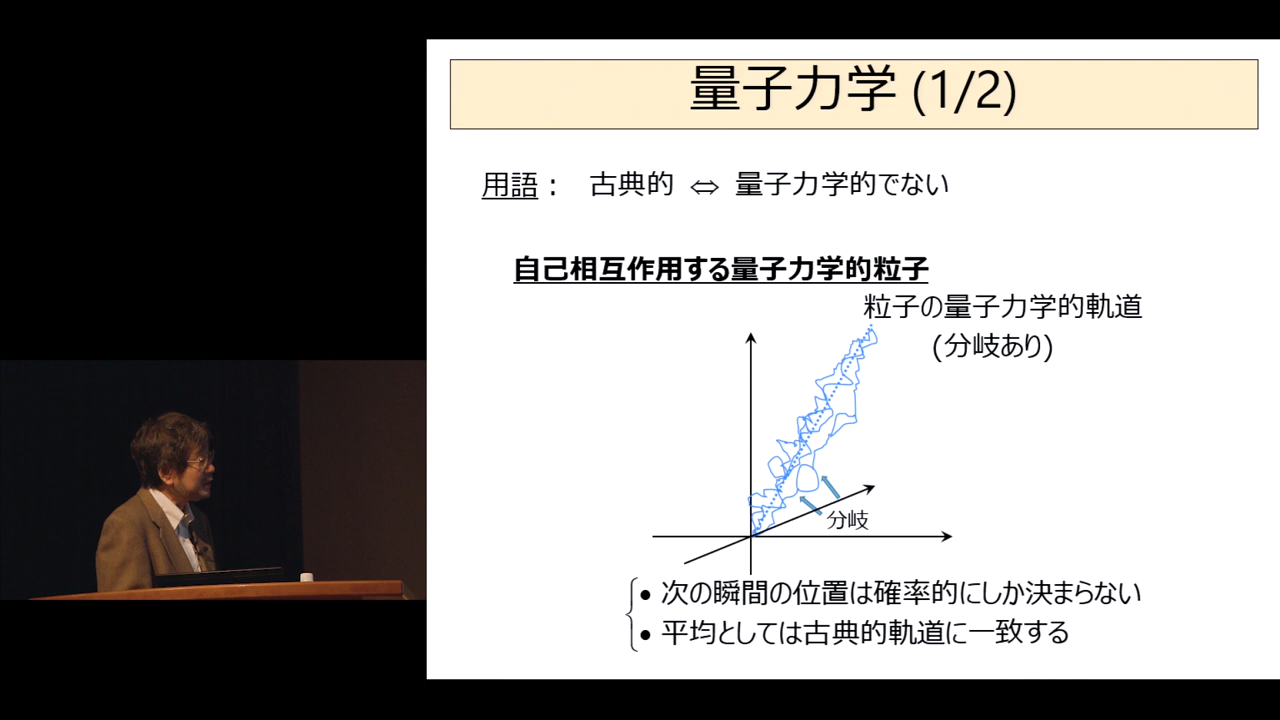 量子力学 (1/2)
用語： 古典的 ⇔ 量子力学的でない
自己相互作用する量子力学的粒子
粒子の量子力学的軌道
(分岐あり)
分岐
• 次の瞬間の位置は確率的にしか決まらない
• 平均としては古典的軌道に一致する